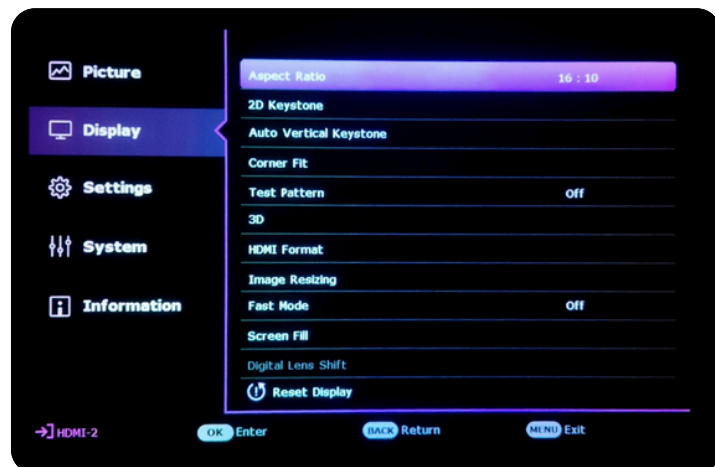 Picture
Display
Settings
System
Information
Aspect Ratio 16 : 10
2D Keystone
Auto Vertical Keystone
Corner Fit
Test Pattern Off
3D
HDMI Format
Image Resizing
Fast Mode Off
Screen Fill
Digital Lens Shift
Reset Display
HDMI-2 OK Enter BACK Return MENU Exit